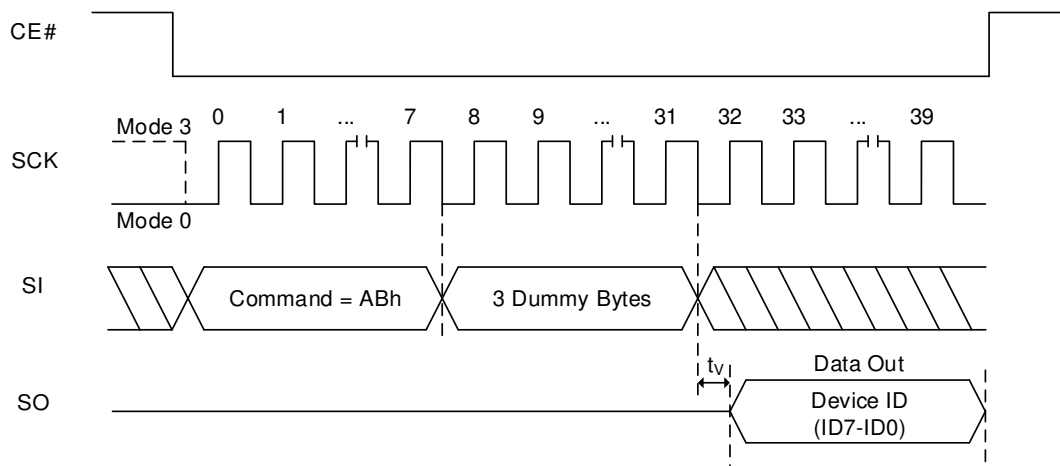 CE#
0 1 ... 7 8 9 ... 31 32 33 ... 39
Mode 3
SCK
Mode 0
SI
Command = ABh
3 Dummy Bytes
tV
Data Out
SO
Device ID
(ID7-ID0)